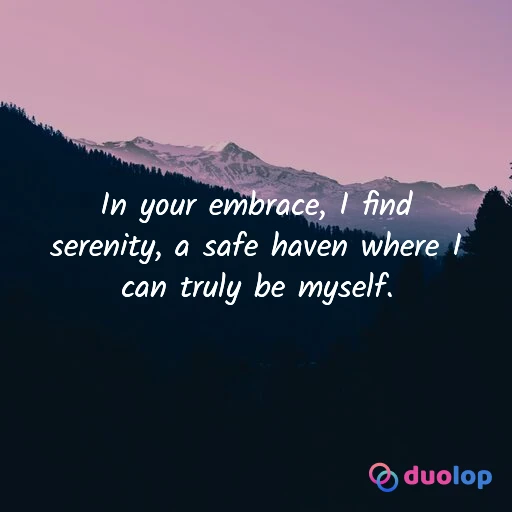 In your embrace, I find
serenity, a safe haven where I
can truly be myself.
duolop